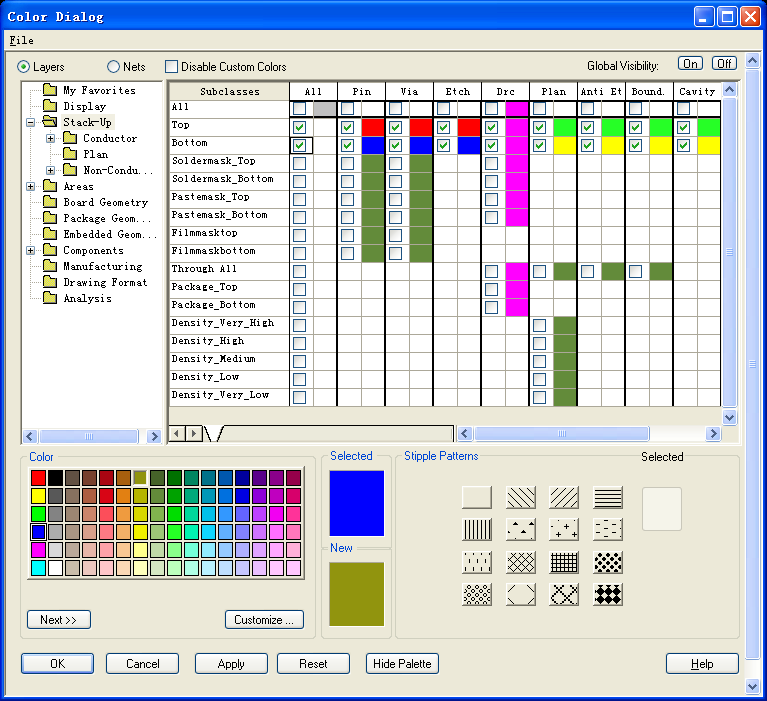 Color Dialog
File
Layers
Nets
Disable Custom Colors
Global Visibility:
On
Off
My Favorites
Display
Stack-Up
Conductor
Plan
Non-Condu...
Areas
Board Geometry
Package Geom...
Embedded Geom...
Components
Manufacturing
Drawing Format
Analysis
Subclasses All Pin Via Etch Drc Plan Anti Et Bound. Cavity
All
Top
Bottom
Soldermask_Top
Soldermask_Bottom
Pastemask_Top
Pastemask_Bottom
Filmmasktop
Filmmaskbottom
Through All
Package_Top
Package_Bottom
Density_Very_High
Density_High
Density_Medium
Density_Low
Density_Very_Low
Color
Next >>
Customize ...
Selected
New
Stipple Patterns
Selected
OK
Cancel
Apply
Reset
Hide Palette
Help